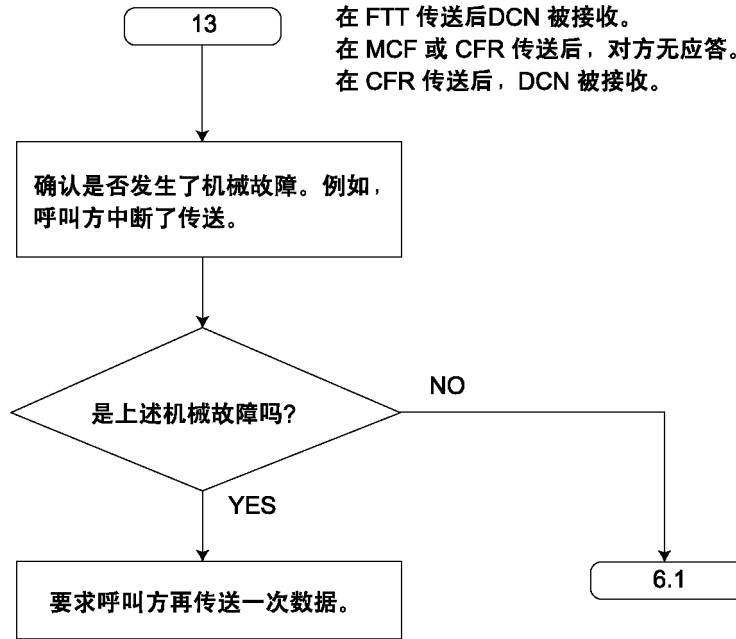 13
在 FTT 传送后DCN 被接收。
在 MCF 或 CFR 传送后，对方无应答。
在 CFR 传送后，DCN 被接收。
确认是否发生了机械故障。例如，
呼叫方中断了传送。
是上述机械故障吗?
NO
YES
要求呼叫方再传送一次数据。
6.1